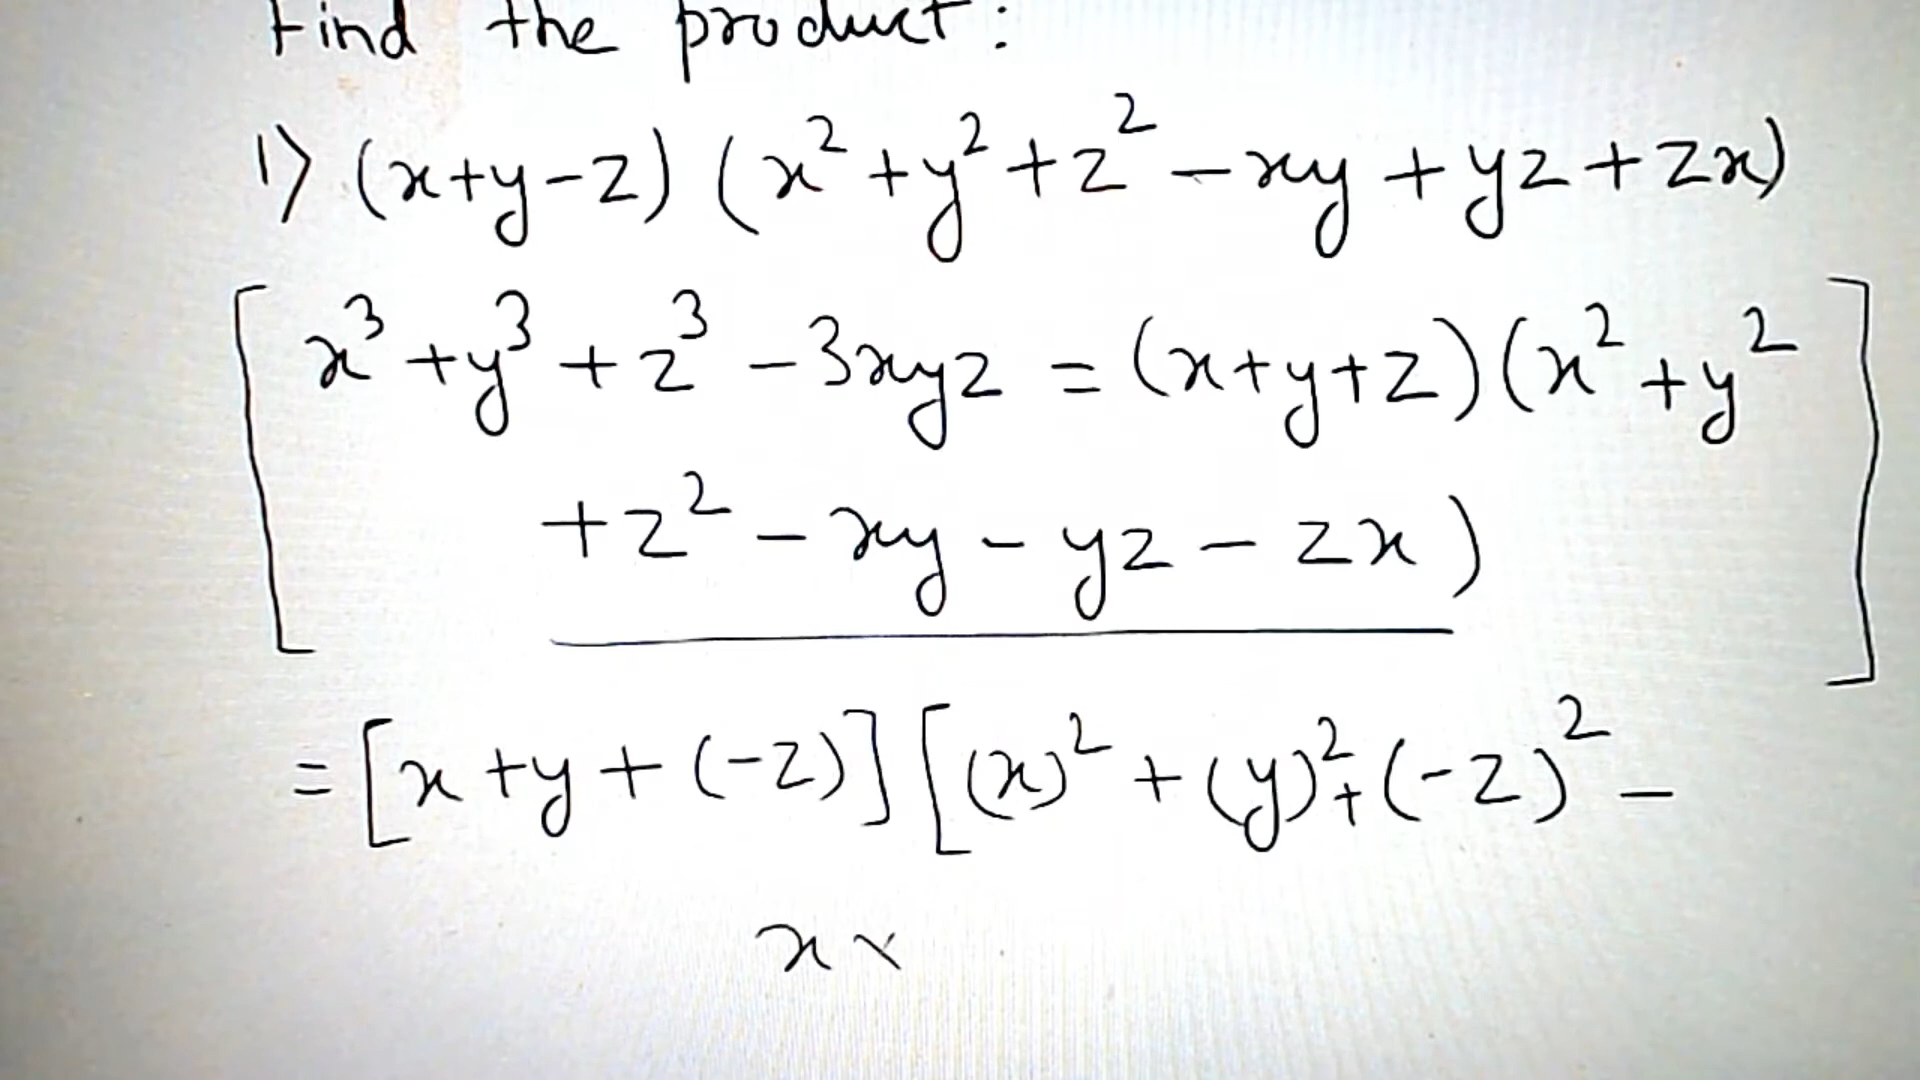 Find the product:
1) (x+y-z) (x² + y² + z² - xy + yz + zx)
[ x³ + y³ + z³ - 3xyz = (x+y+z) (x² + y²
+ z² - xy - yz - zx ) ]
= [x + y + (-z)] [(x)² + (y)² + (-z)² -
x ×